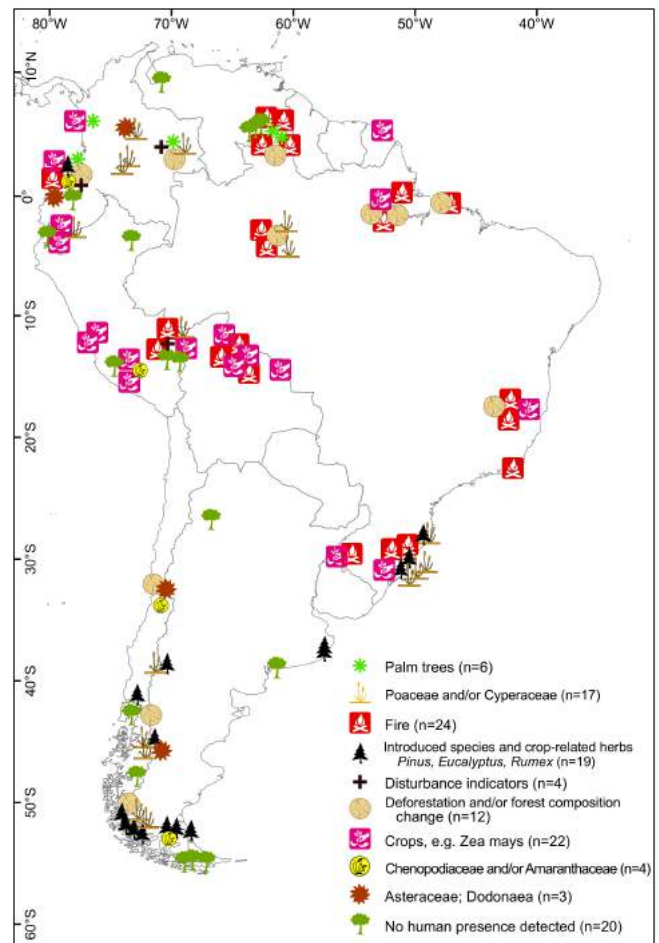 80°W 70°W 60°W 50°W 40°W
10°N
0°
10°S
20°S
30°S
40°S
50°S
60°S
Palm trees (n=6)
Poaceae and/or Cyperaceae (n=17)
Fire (n=24)
Introduced species and crop-related herbs
Pinus, Eucalyptus, Rumex (n=19)
Disturbance indicators (n=4)
Deforestation and/or forest composition
change (n=12)
Crops, e.g. Zea mays (n=22)
Chenopodiaceae and/or Amaranthaceae (n=4)
Asteraceae; Dodonaea (n=3)
No human presence detected (n=20)